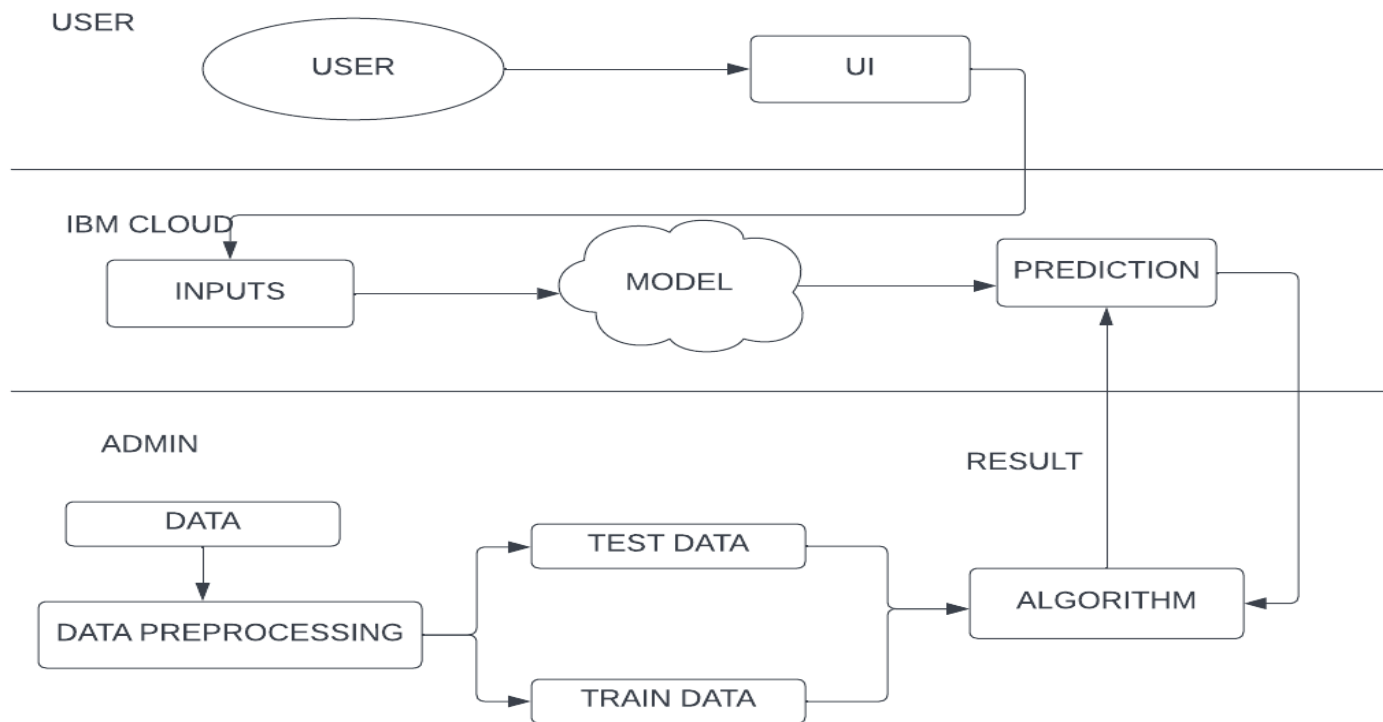 USER
USER
UI
IBM CLOUD
INPUTS
MODEL
PREDICTION
ADMIN
RESULT
DATA
TEST DATA
DATA PREPROCESSING
ALGORITHM
TRAIN DATA